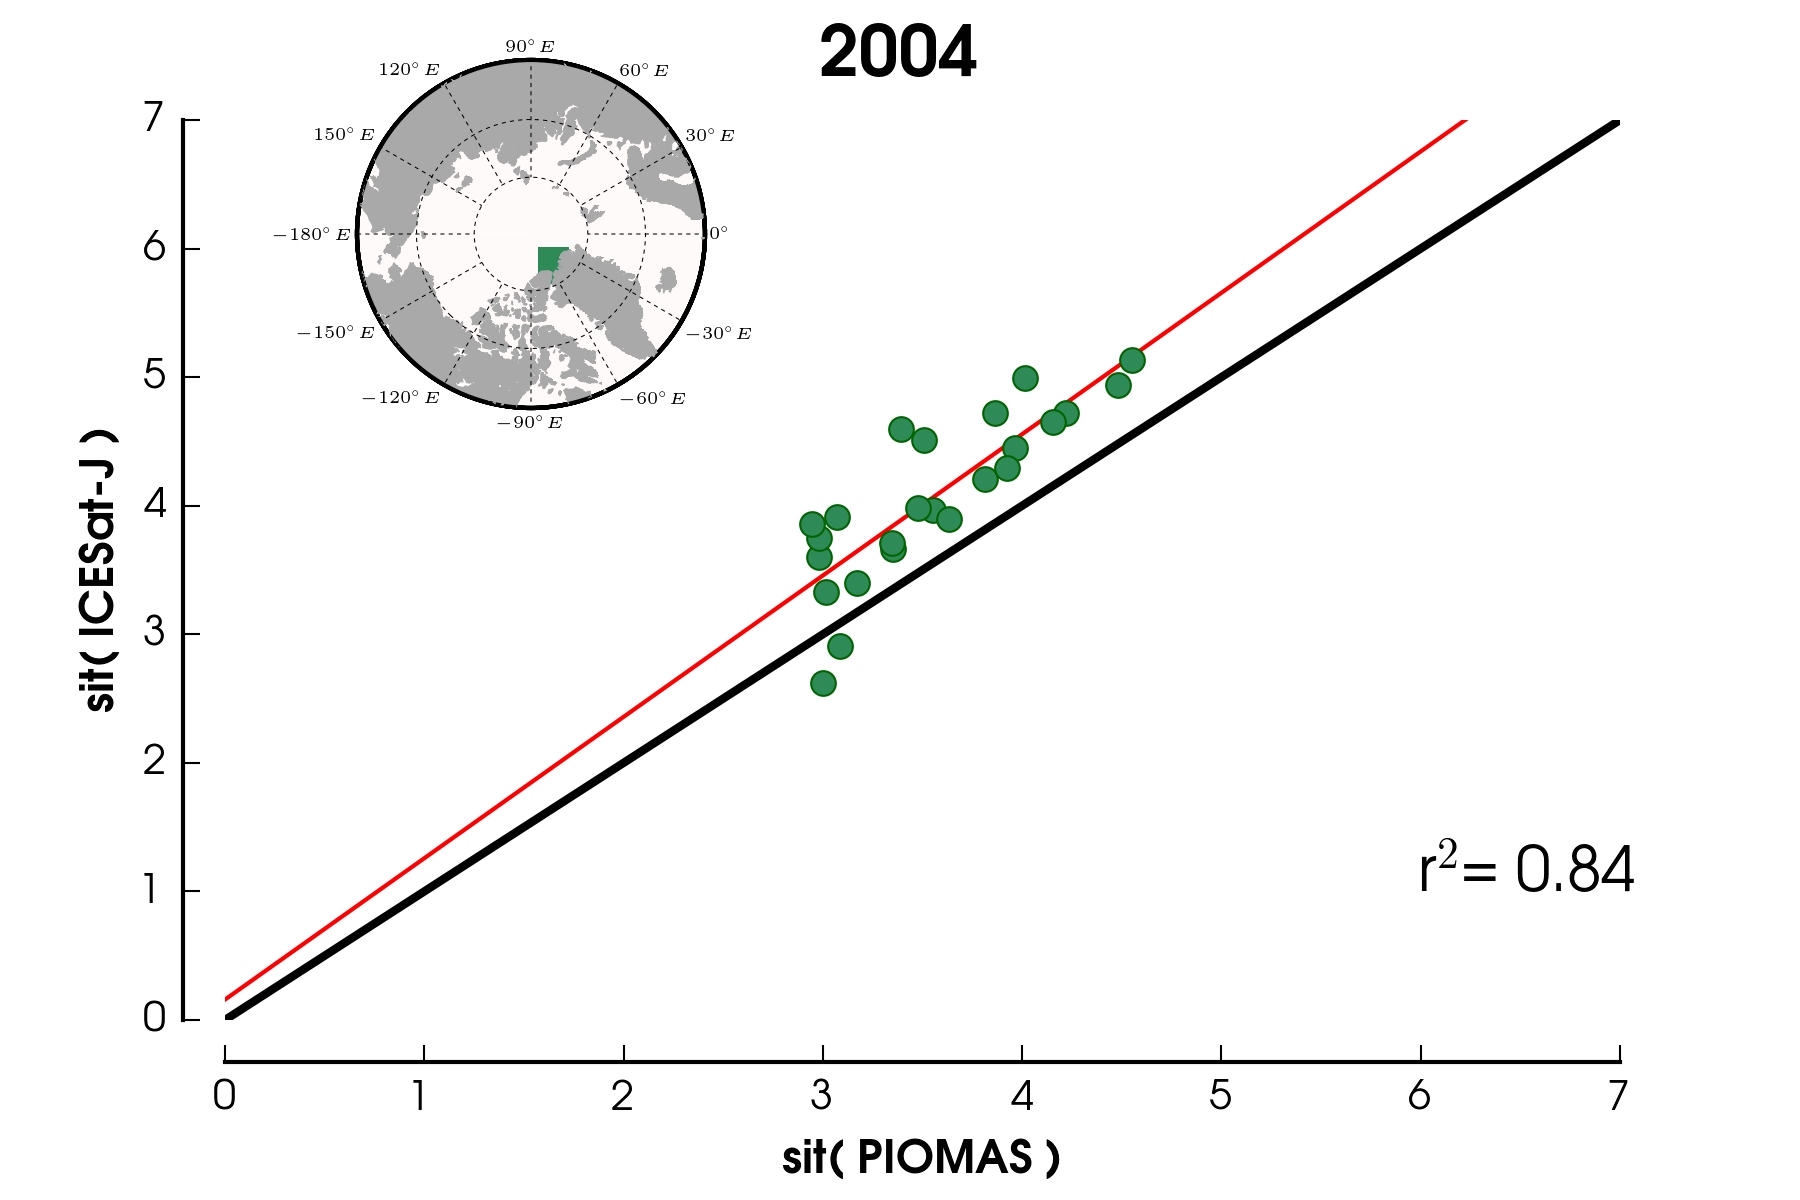 2004
90° E
120° E
60° E
150° E
30° E
−180° E
0°
−150° E
−30° E
−120° E
−60° E
−90° E
7
6
5
4
3
2
1
0
sit( ICESat-J )
r²= 0.84
0 1 2 3 4 5 6 7
sit( PIOMAS )